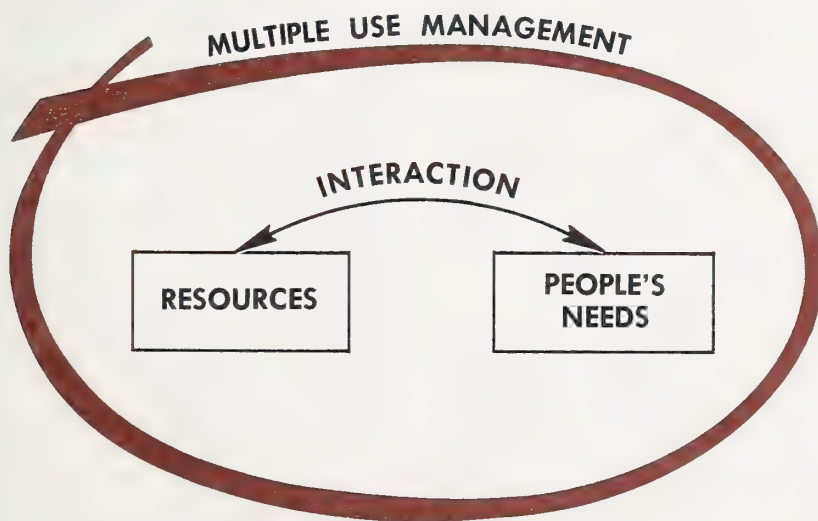 MULTIPLE USE MANAGEMENT
INTERACTION
RESOURCES
PEOPLE'S
NEEDS